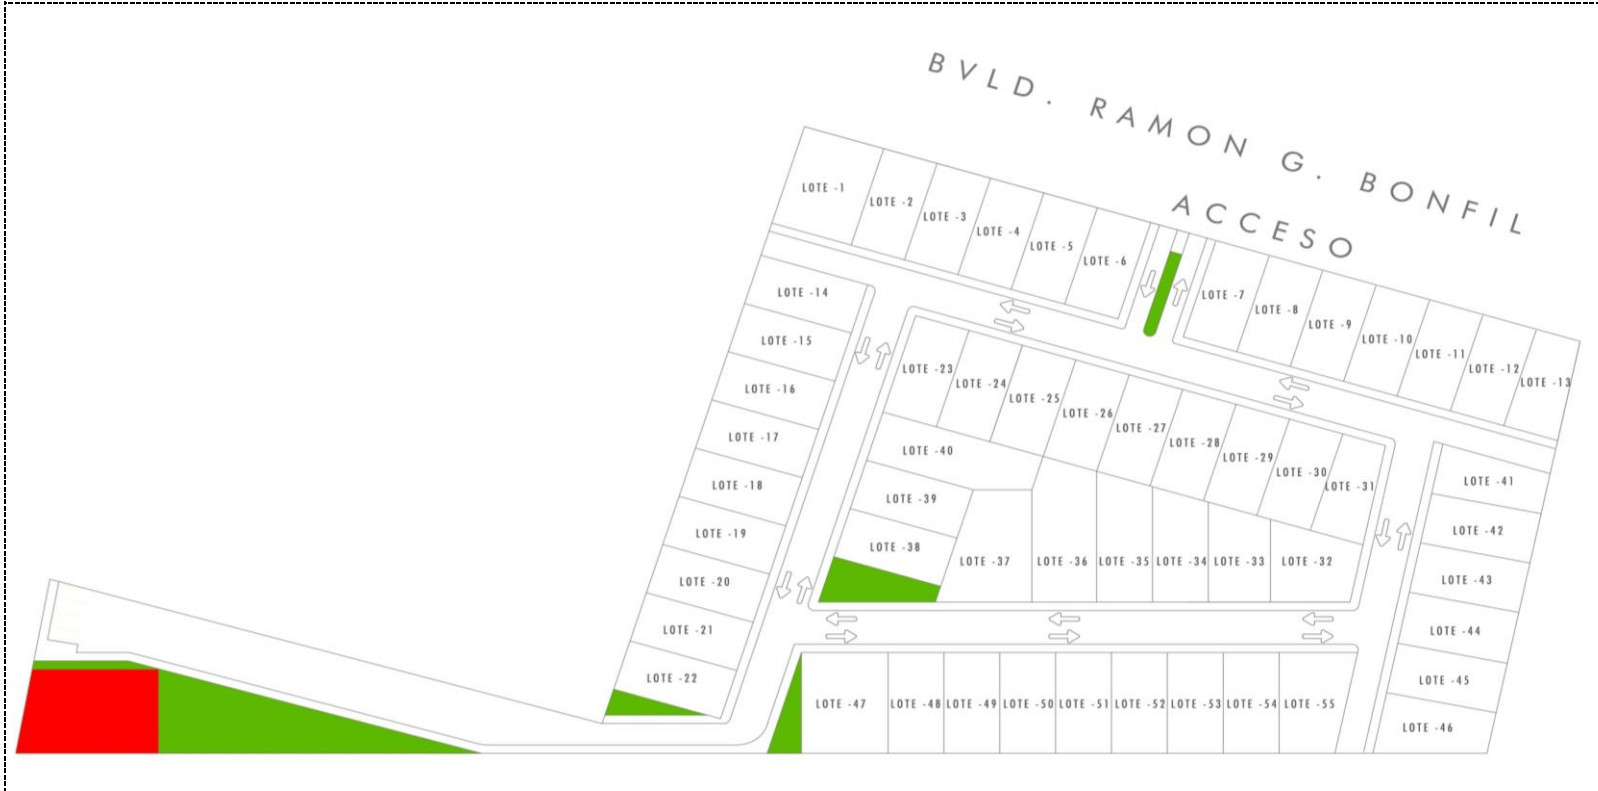 BVLD. RAMON G. BONFIL
ACCESO
LOTE -1
LOTE -2
LOTE -3
LOTE -4
LOTE -5
LOTE -6
LOTE -7
LOTE -8
LOTE -9
LOTE -10
LOTE -11
LOTE -12
LOTE -13
LOTE -14
LOTE -15
LOTE -16
LOTE -17
LOTE -18
LOTE -19
LOTE -20
LOTE -21
LOTE -22
LOTE -23
LOTE -24
LOTE -25
LOTE -26
LOTE -27
LOTE -28
LOTE -29
LOTE -30
LOTE -31
LOTE -40
LOTE -39
LOTE -38
LOTE -37
LOTE -36
LOTE -35
LOTE -34
LOTE -33
LOTE -32
LOTE -41
LOTE -42
LOTE -43
LOTE -44
LOTE -45
LOTE -46
LOTE -47
LOTE -48
LOTE -49
LOTE -50
LOTE -51
LOTE -52
LOTE -53
LOTE -54
LOTE -55